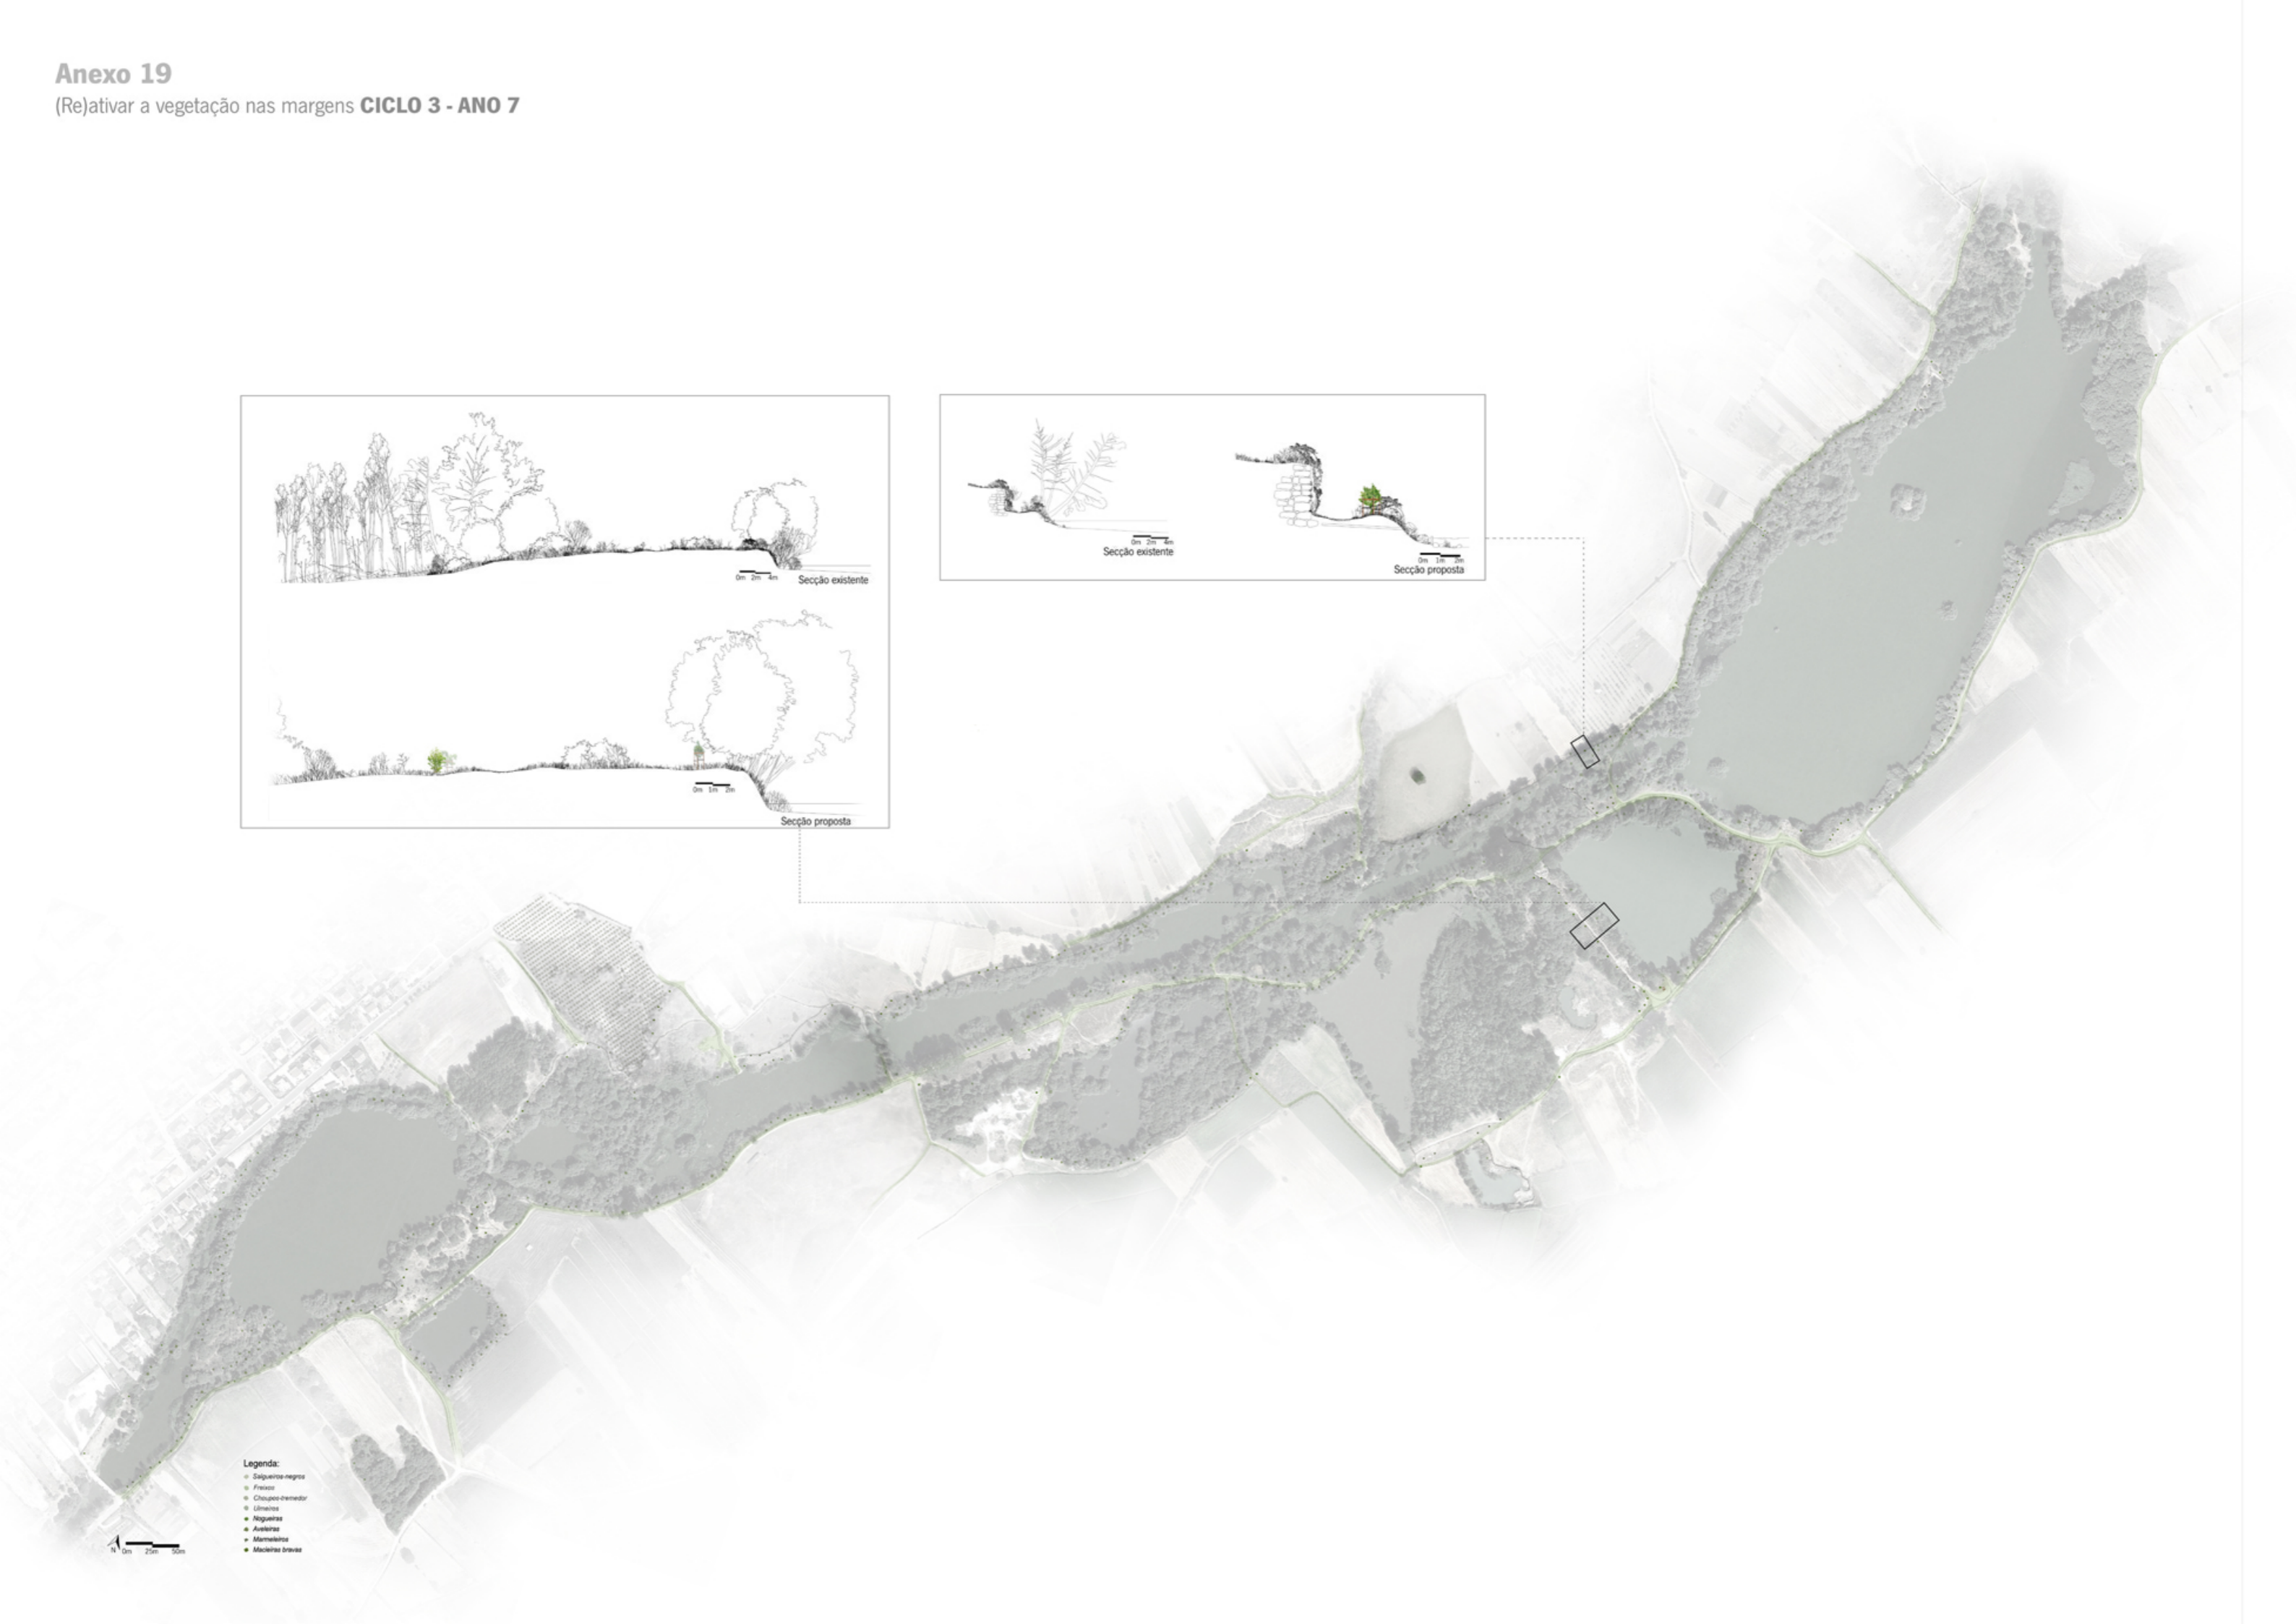 Anexo 19
(Re)ativar a vegetação nas margens CICLO 3 - ANO 7
0m 2m 4m
Secção existente
0m 1m 2m
Secção proposta
0m 2m 4m
Secção existente
0m 1m 2m
Secção proposta
Legenda:
Salgueiros-negros
Freixos
Choupos-tremedor
Ulmeiros
Nogueiras
Aveleiras
Marmeleiros
Macieiras bravas
N 0m 25m 50m